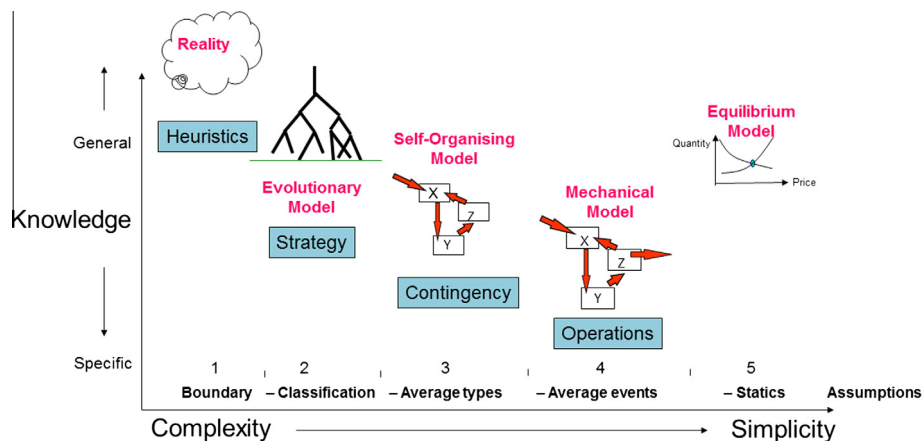 Reality
Equilibrium
Model
General
Heuristics
Self-Organising
Model
Quantity
Price
Evolutionary
Model
X
Z
Y
Mechanical
Model
Knowledge
Strategy
X
Z
Y
Contingency
Operations
Specific
1 2 3 4 5
Boundary – Classification – Average types – Average events – Statics Assumptions
Complexity Simplicity